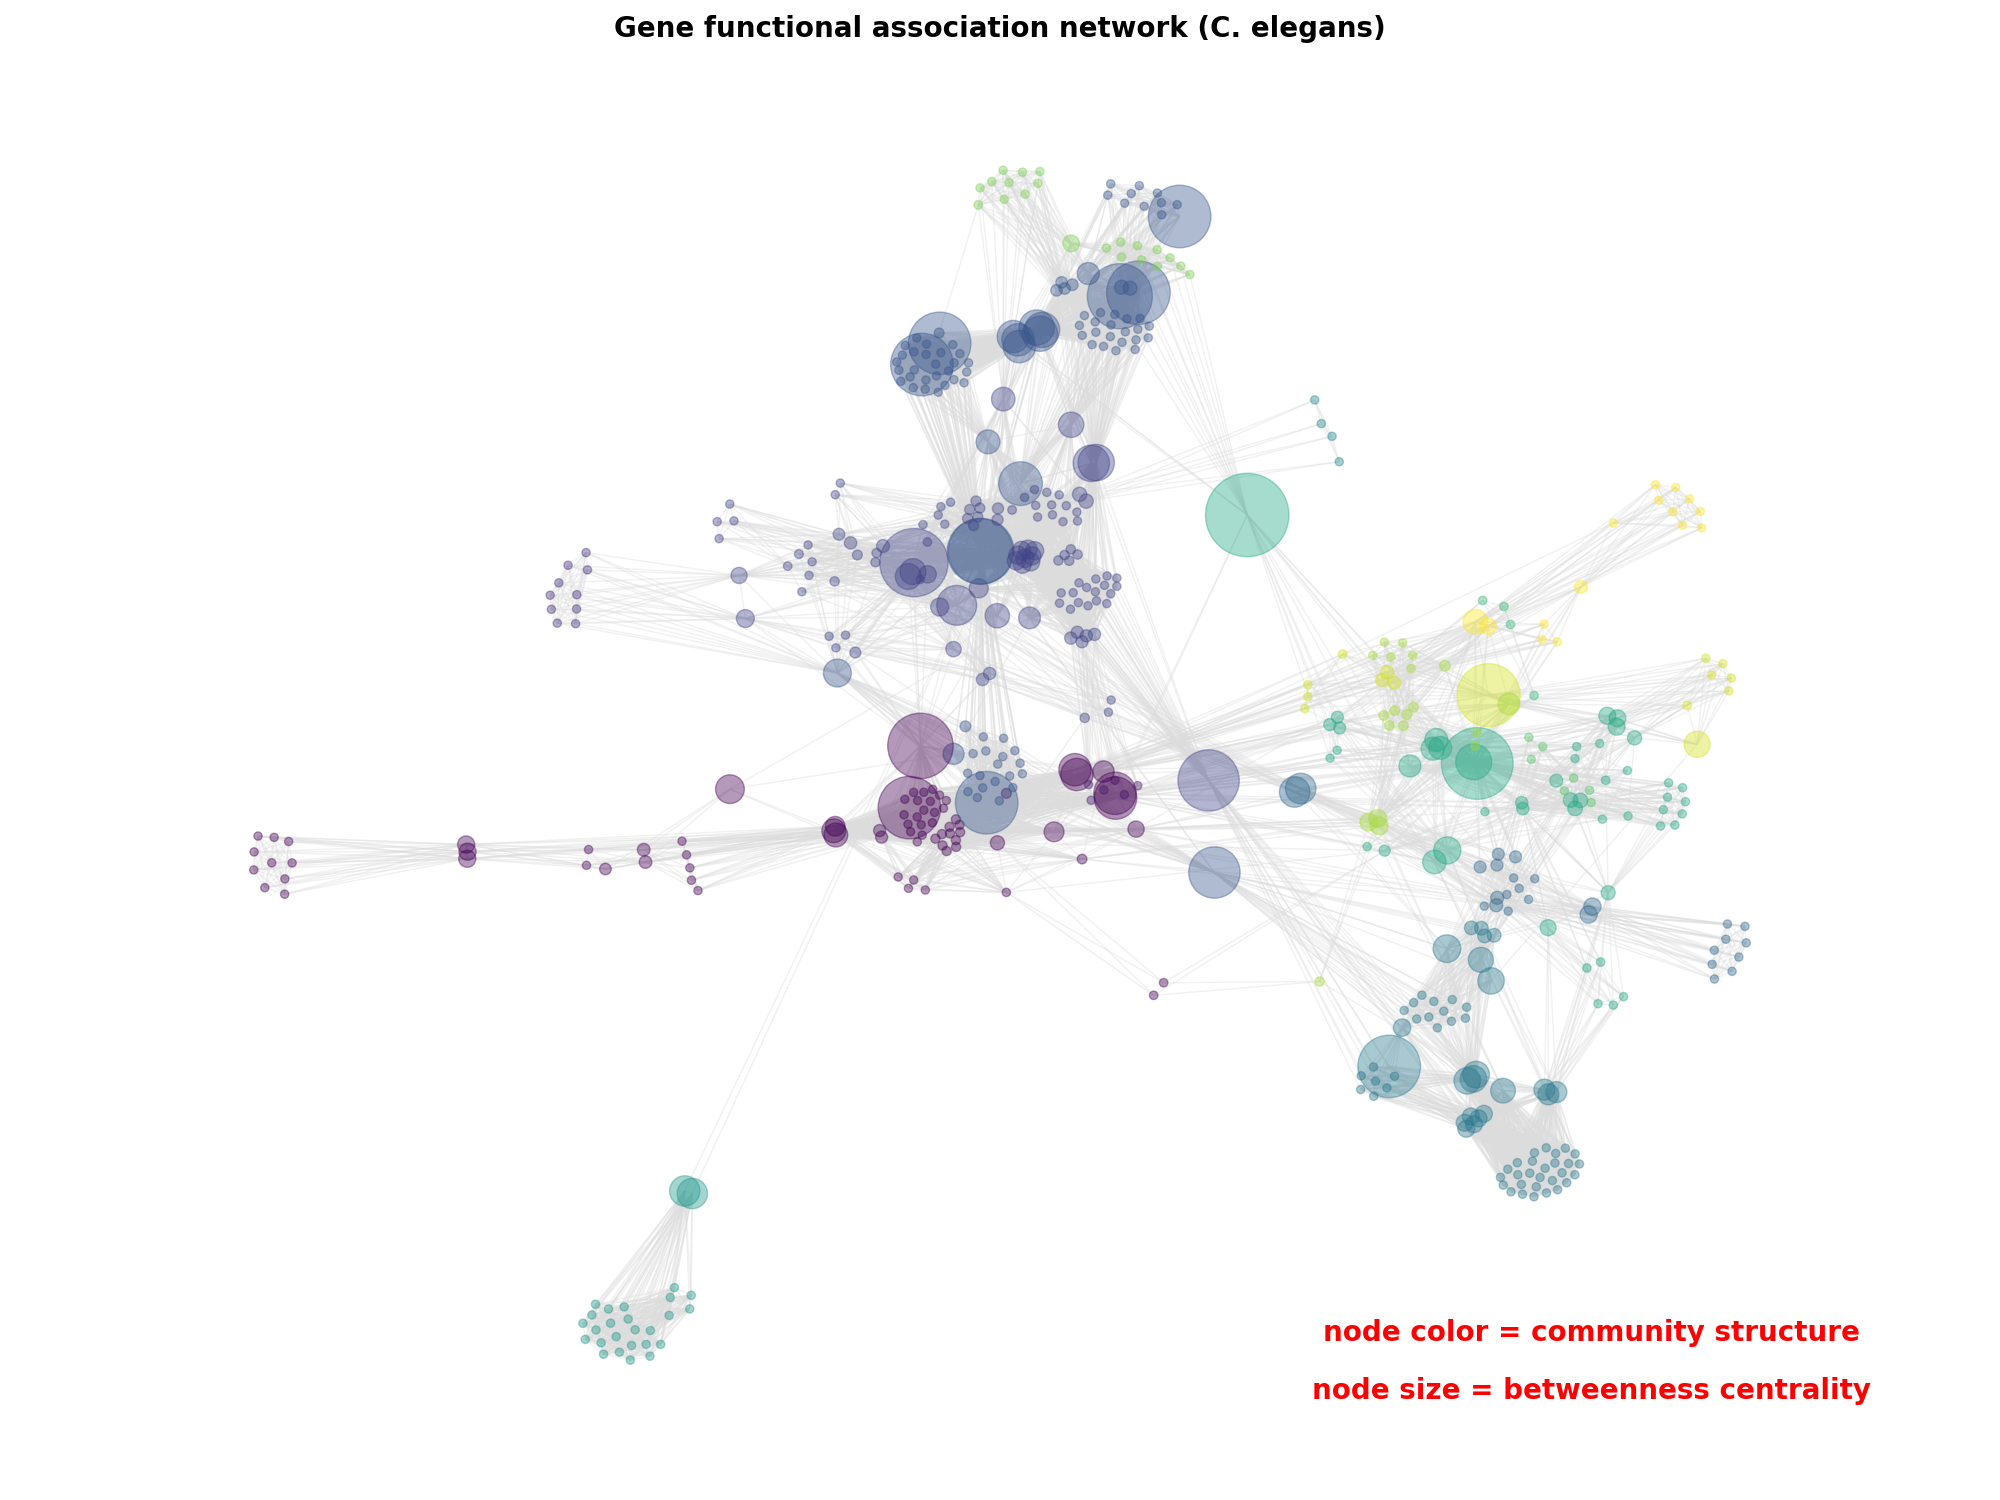 Gene functional association network (C. elegans)
node color = community structure
node size = betweenness centrality